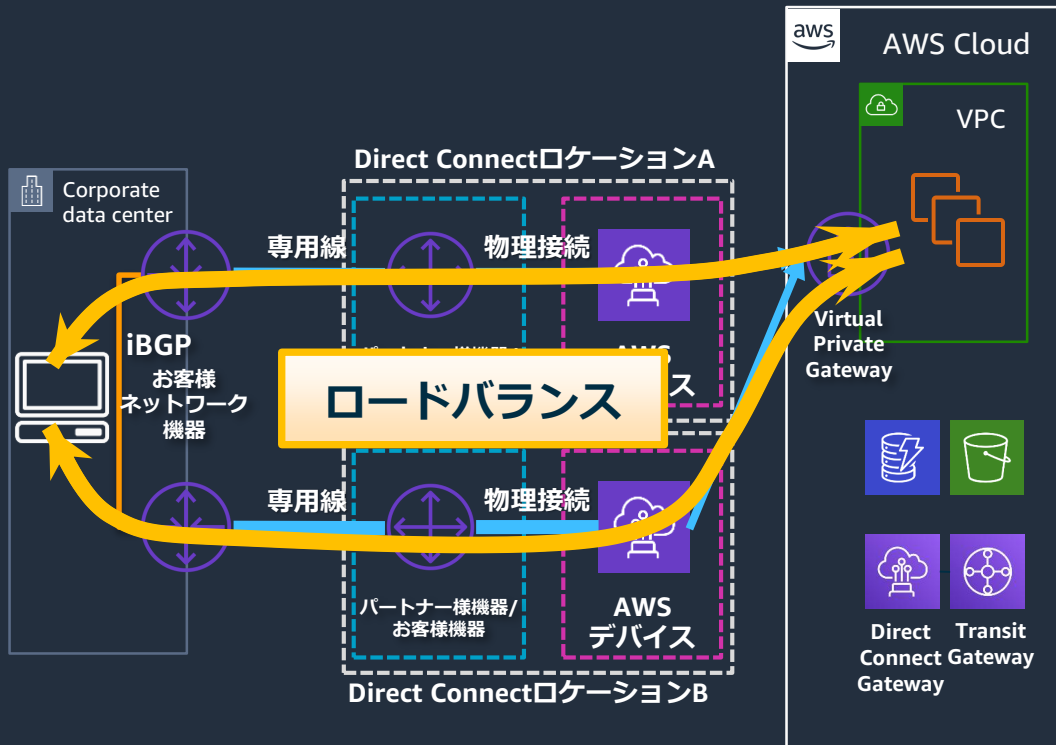 aws
AWS Cloud
VPC
Direct ConnectロケーションA
Corporate
data center
専用線
物理接続
iBGP
お客様
ネットワーク
機器
AWS
ス
ロードバランス
Virtual
Private
Gateway
専用線
物理接続
パートナー様機器/
お客様機器
AWS
デバイス
Direct
Connect
Gateway
Transit
Gateway
Direct ConnectロケーションB